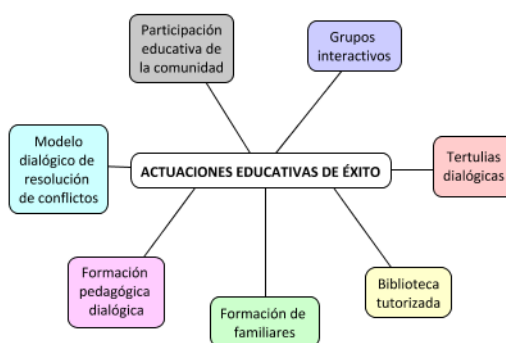 Participación
educativa de
la comunidad
Grupos
interactivos
Modelo
dialógico de
resolución
de conflictos
ACTUACIONES EDUCATIVAS DE ÉXITO
Tertulias
dialógicas
Formación
pedagógica
dialógica
Formación de
familiares
Biblioteca
tutorizada